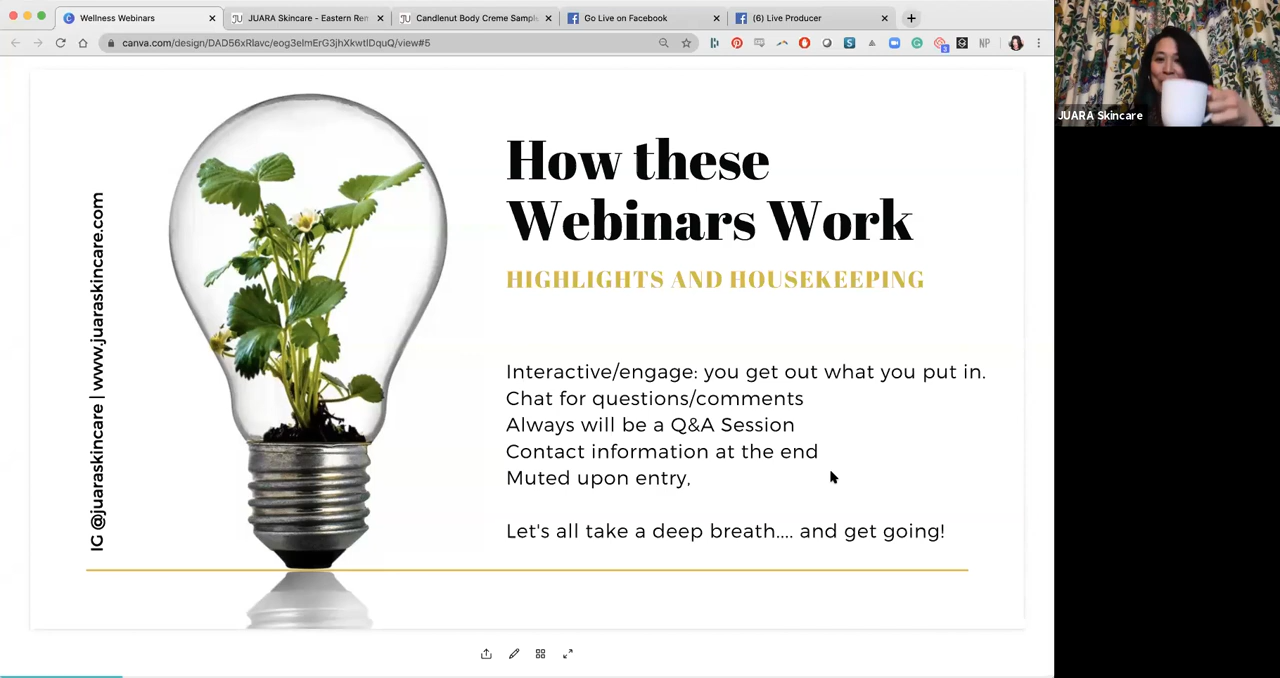 Wellness Webinars
JUARA Skincare - Eastern Rem
Candlenut Body Creme Sampl
Go Live on Facebook
(6) Live Producer
canva.com/design/DAD56xRlavc/eog3elmErG3jhXkwtlDquQ/view#5
NP
JUARA Skincare
IG @juaraskincare | www.juaraskincare.com
How these
Webinars Work
HIGHLIGHTS AND HOUSEKEEPING
Interactive/engage: you get out what you put in.
Chat for questions/comments
Always will be a Q&A Session
Contact information at the end
Muted upon entry,
Let's all take a deep breath.... and get going!